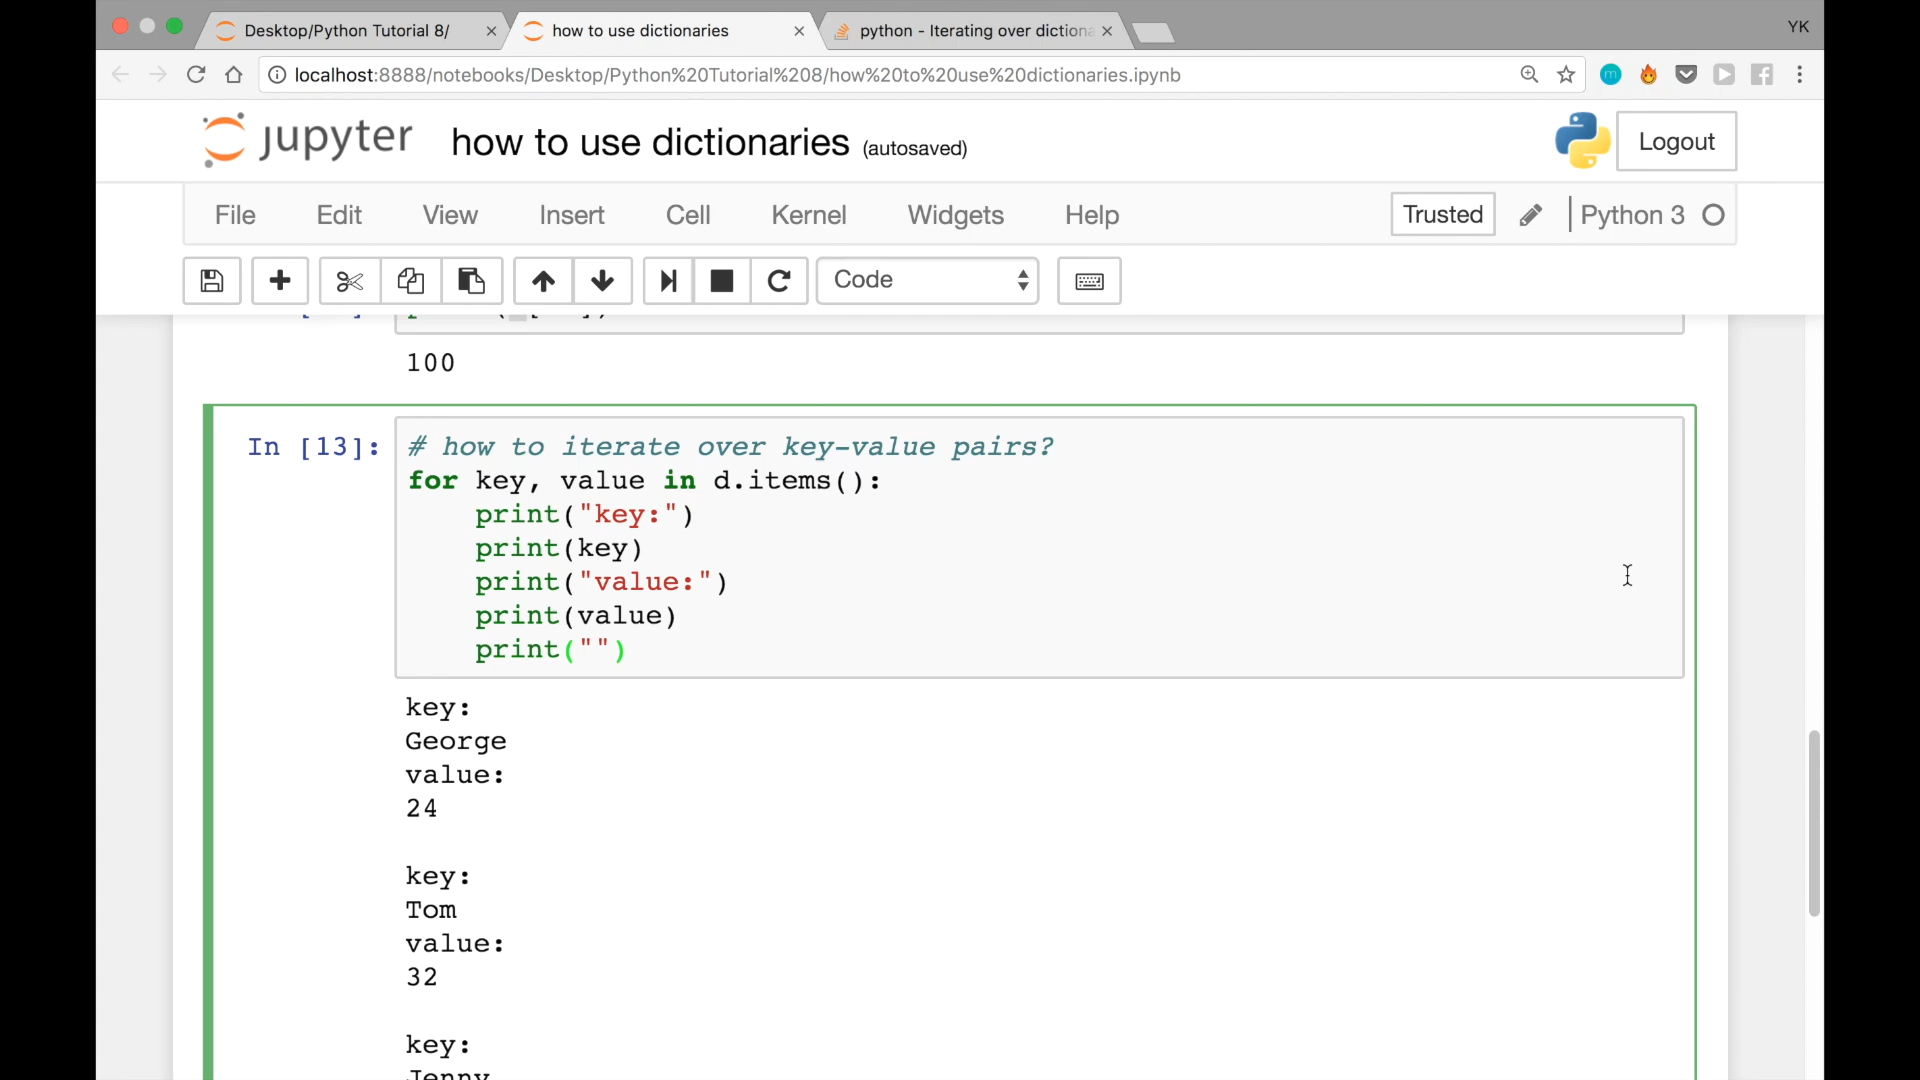 Desktop/Python Tutorial 8/
how to use dictionaries
python - Iterating over dictiona
YK
localhost:8888/notebooks/Desktop/Python%20Tutorial%208/how%20to%20use%20dictionaries.ipynb
m
jupyter
how to use dictionaries (autosaved)
Logout
File Edit View Insert Cell Kernel Widgets Help
Trusted
Python 3
Code
100
In [13]:
# how to iterate over key-value pairs?
for key, value in d.items():
    print("key:")
    print(key)
    print("value:")
    print(value)
    print("")
key:
George
value:
24
key:
Tom
value:
32
key:
Jenny